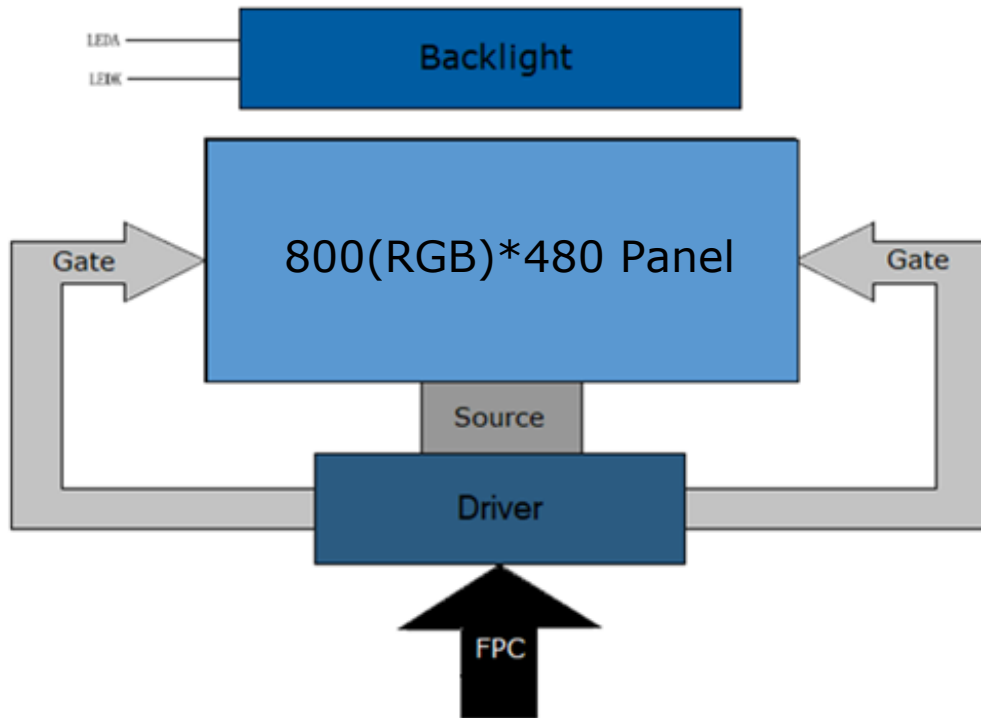 LEDA
LEDK
Backlight
800(RGB)*480 Panel
Gate
Gate
Source
Driver
FPC